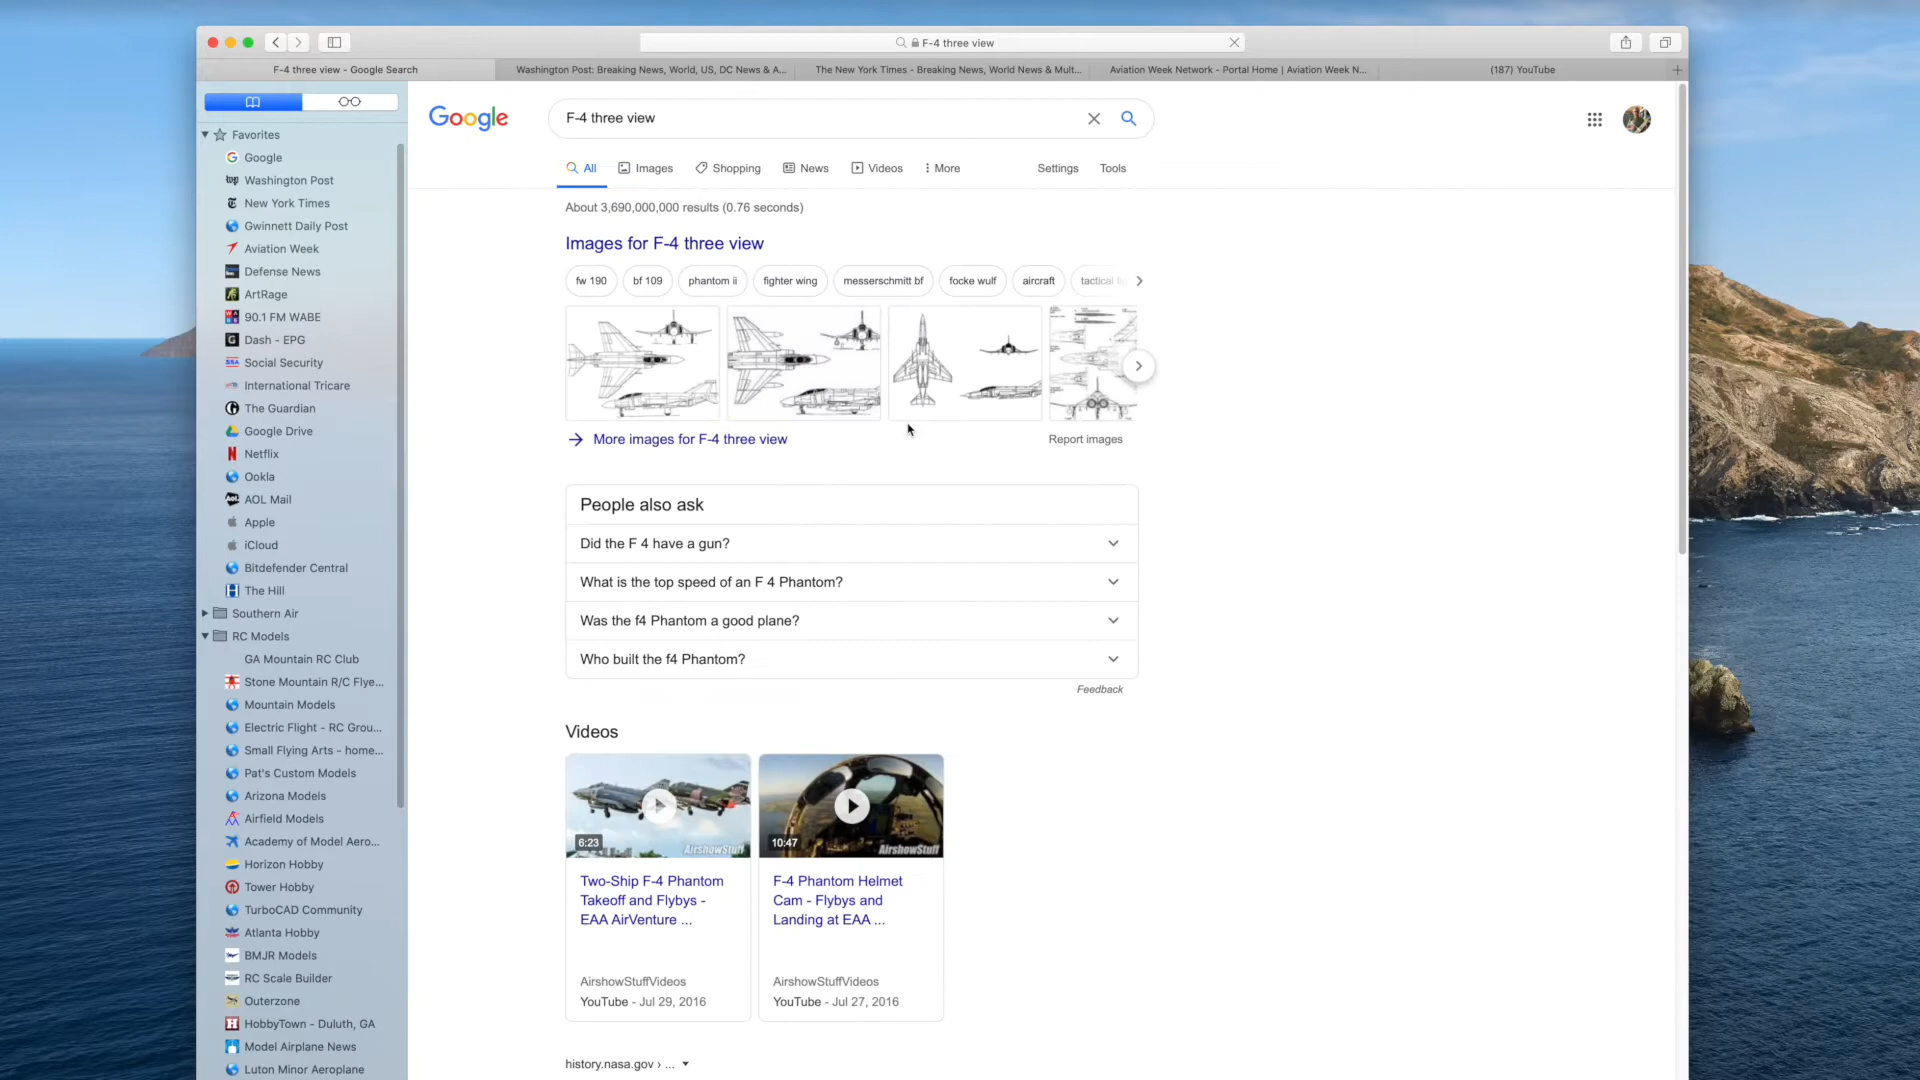 F-4 three view
F-4 three view - Google Search
Washington Post: Breaking News, World, US, DC News & A...
The New York Times - Breaking News, World News & Mult...
Aviation Week Network - Portal Home | Aviation Week N...
(187) YouTube
Favorites
Google
Washington Post
New York Times
Gwinnett Daily Post
Aviation Week
Defense News
ArtRage
90.1 FM WABE
Dash - EPG
Social Security
International Tricare
The Guardian
Google Drive
Netflix
Ookla
AOL Mail
Apple
iCloud
Bitdefender Central
The Hill
Southern Air
RC Models
GA Mountain RC Club
Stone Mountain R/C Flye...
Mountain Models
Electric Flight - RC Grou...
Small Flying Arts - home...
Pat's Custom Models
Arizona Models
Airfield Models
Academy of Model Aero...
Horizon Hobby
Tower Hobby
TurboCAD Community
Atlanta Hobby
BMJR Models
RC Scale Builder
Outerzone
HobbyTown - Duluth, GA
Model Airplane News
Luton Minor Aeroplane
Google
F-4 three view
All
Images
Shopping
News
Videos
More
Settings
Tools
About 3,690,000,000 results (0.76 seconds)
Images for F-4 three view
fw 190
bf 109
phantom ii
fighter wing
messerschmitt bf
focke wulf
aircraft
tactical
More images for F-4 three view
Report images
People also ask
Did the F 4 have a gun?
What is the top speed of an F 4 Phantom?
Was the f4 Phantom a good plane?
Who built the f4 Phantom?
Feedback
Videos
6:23
AirshowStuff
Two-Ship F-4 Phantom
Takeoff and Flybys -
EAA AirVenture ...
AirshowStuffVideos
YouTube - Jul 29, 2016
10:47
AirshowStuff
F-4 Phantom Helmet
Cam - Flybys and
Landing at EAA ...
AirshowStuffVideos
YouTube - Jul 27, 2016
history.nasa.gov › ...